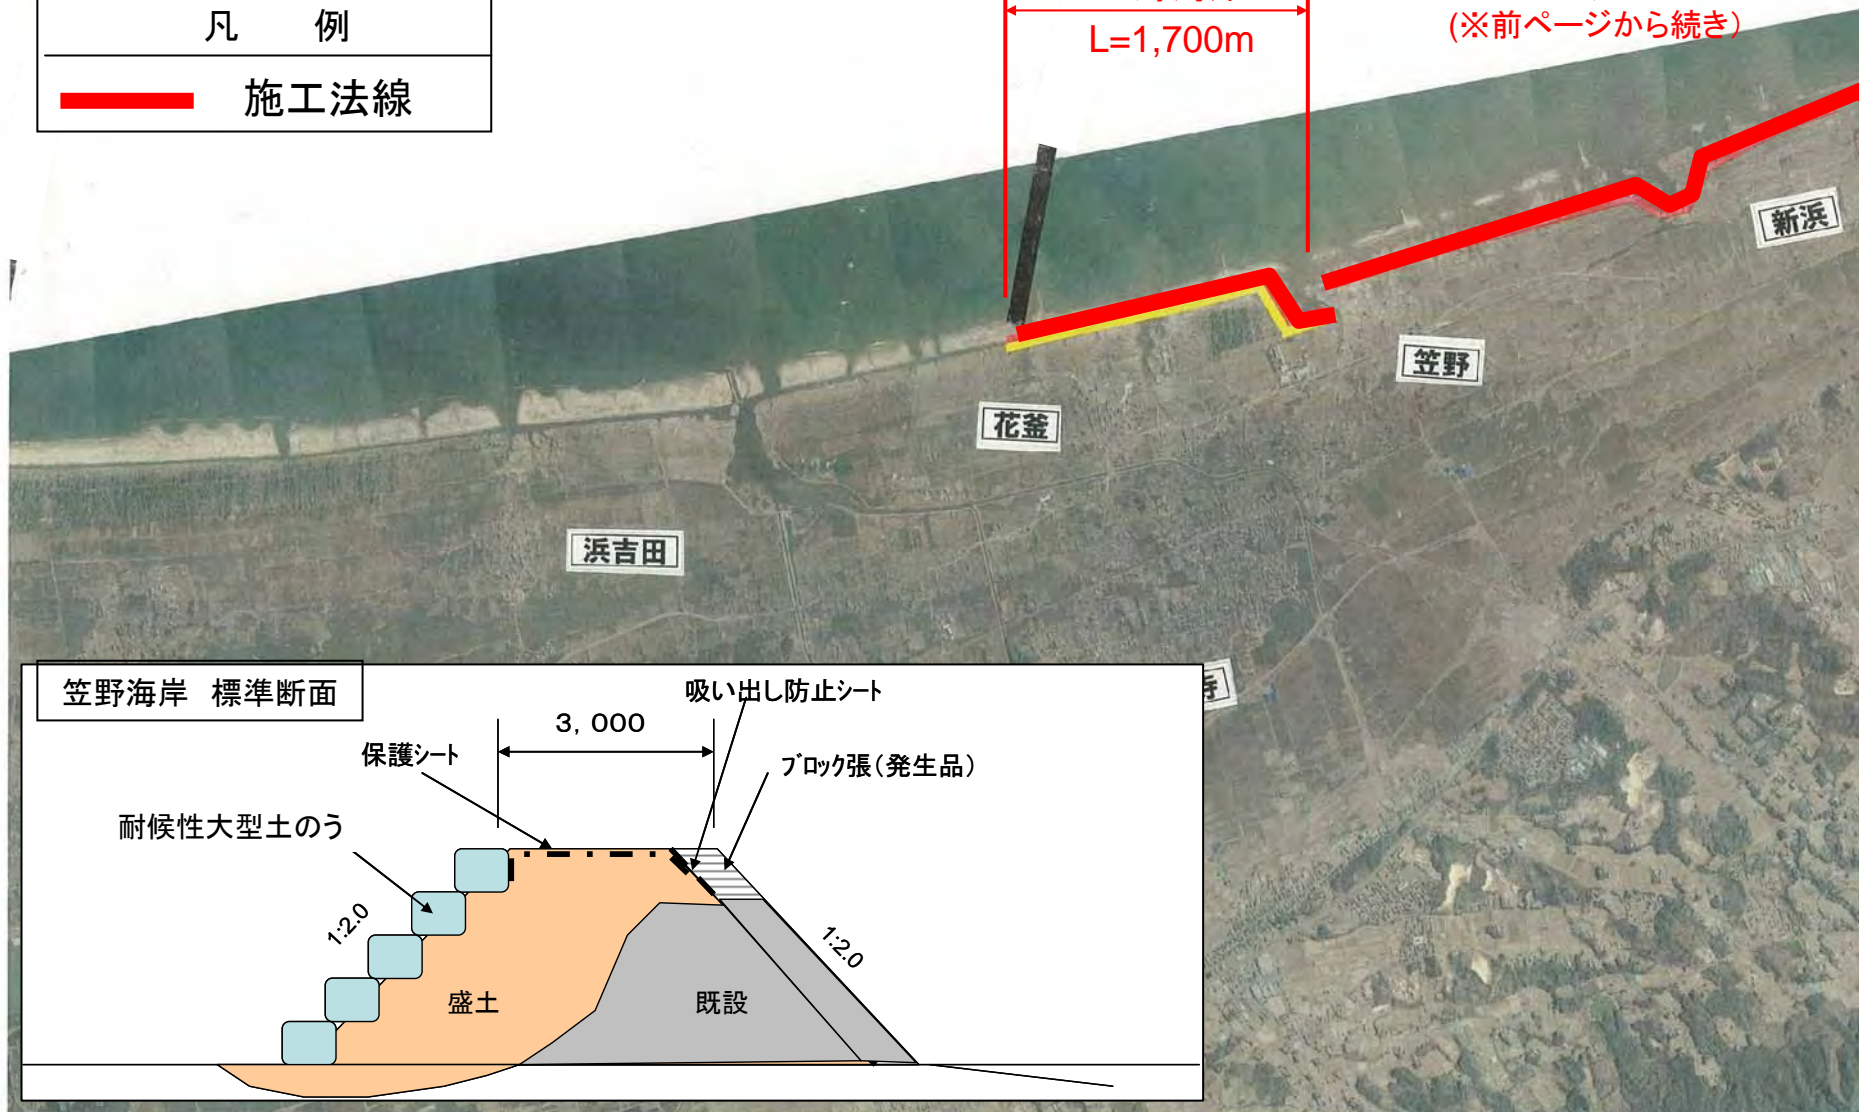 凡　例
施工法線
L=1,700m
(※前ページから続き)
新浜
笠野
花釜
浜吉田
寺
笠野海岸　標準断面
吸い出し防止シート
3,000
保護シート
ブロック張(発生品)
耐候性大型土のう
1:2.0
1:2.0
盛土
既設